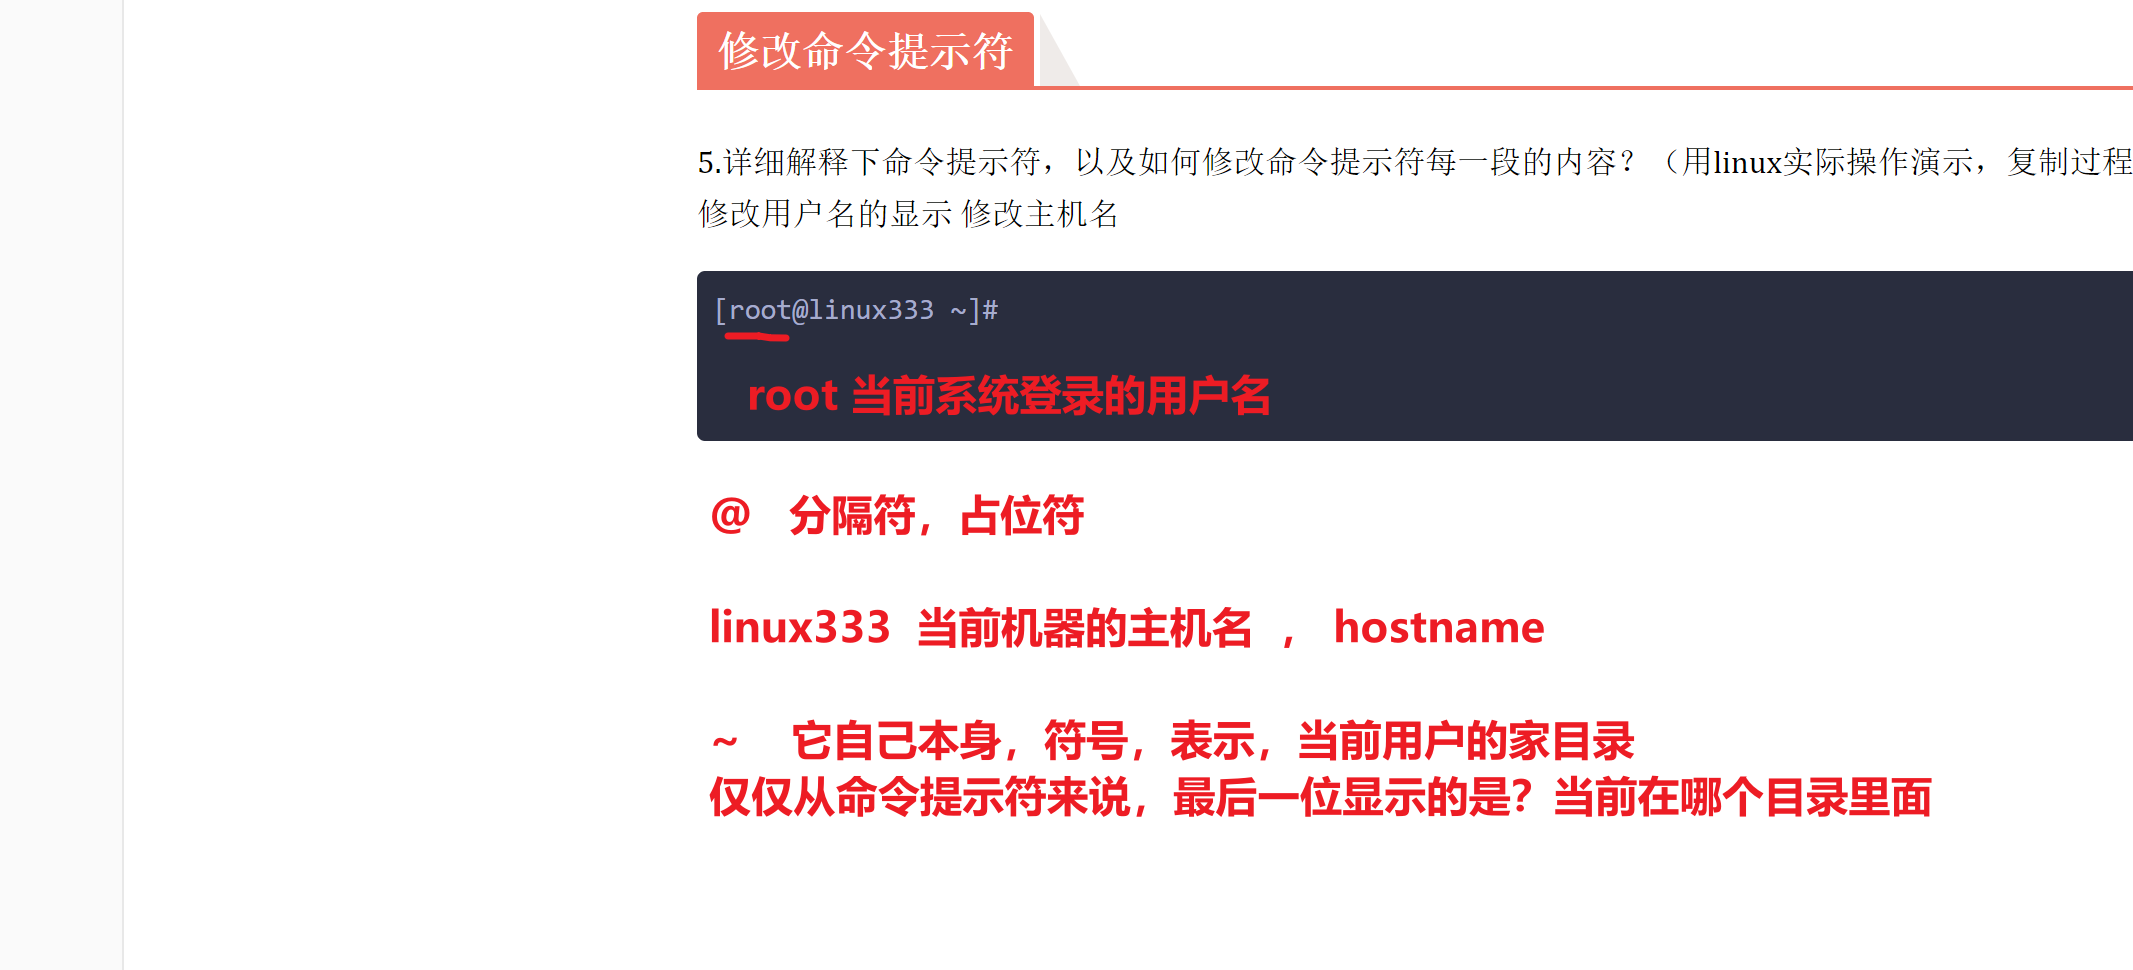 修改命令提示符
5.详细解释下命令提示符，以及如何修改命令提示符每一段的内容？（用linux实际操作演示，复制过程
修改用户名的显示 修改主机名
[root@linux333 ~]#
root 当前系统登录的用户名
@ 分隔符，占位符
linux333 当前机器的主机名 ， hostname
~ 它自己本身，符号，表示，当前用户的家目录
仅仅从命令提示符来说，最后一位显示的是？当前在哪个目录里面